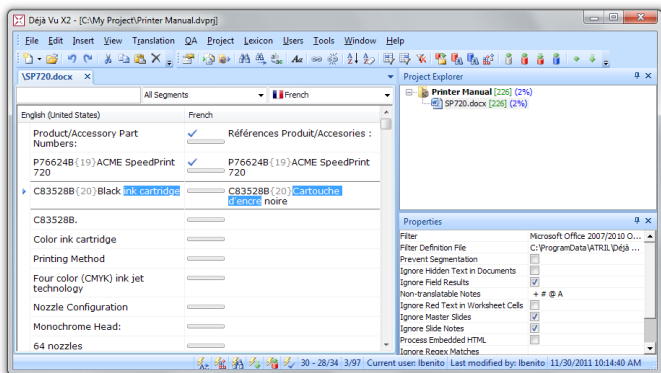 Déjà Vu X2 - [C:\My Project\Printer Manual.dvprj]
File Edit Insert View Translation QA Project Lexicon Users Tools Window Help
\SP720.docx
All Segments French
English (United States) French
Product/Accessory Part
Numbers:
Références Produit/Accesories :
P76624B{19}ACME SpeedPrint
720
P76624B{19}ACME SpeedPrint
720
C83528B{20}Black ink cartridge
C83528B{20}Cartouche
d'encre noire
C83528B.
Color ink cartridge
Printing Method
Four color (CMYK) ink jet
technology
Nozzle Configuration
Monochrome Head:
64 nozzles
Project Explorer
Printer Manual [226] (2%)
SP720.docx [226] (2%)
Properties
Filter Microsoft Office 2007/2010 O...
Filter Definition File C:\ProgramData\ATRIL\Déjà ...
Prevent Segmentation
Ignore Hidden Text in Documents
Ignore Field Results
Non-translatable Notes + # @ A
Ignore Red Text in Worksheet Cells
Ignore Master Slides
Ignore Slide Notes
Process Embedded HTML
Ignore Regex Matches
30 - 28/34 3/97 Current user: lbenito Last modified by: lbenito 11/30/2011 10:14:40 AM